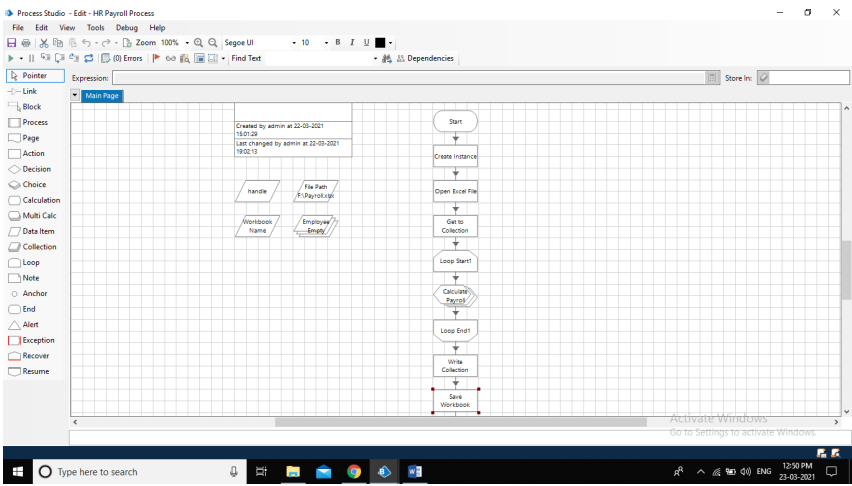 Process Studio - Edit - HR Payroll Process
File Edit View Tools Debug Help
Zoom 100% Segoe UI 10 B I U
(0) Errors Find Text Dependencies
Pointer
Link
Block
Process
Page
Action
Decision
Choice
Calculation
Multi Calc
Data Item
Collection
Loop
Note
Anchor
End
Alert
Exception
Recover
Resume
Expression: Store In:
Main Page
Created by admin at 22-03-2021
15:01:29
Last changed by admin at 22-03-2021
19:02:13
handle
File Path
F:\Payroll.xlsx
Workbook
Name
Employee
Empty
Start
Create Instance
Open Excel File
Get to
Collection
Loop Start1
Calculate
Payroll
Loop End1
Write
Collection
Save
Workbook
Activate Windows
Go to Settings to activate Windows.
Type here to search
ENG
12:50 PM
23-03-2021